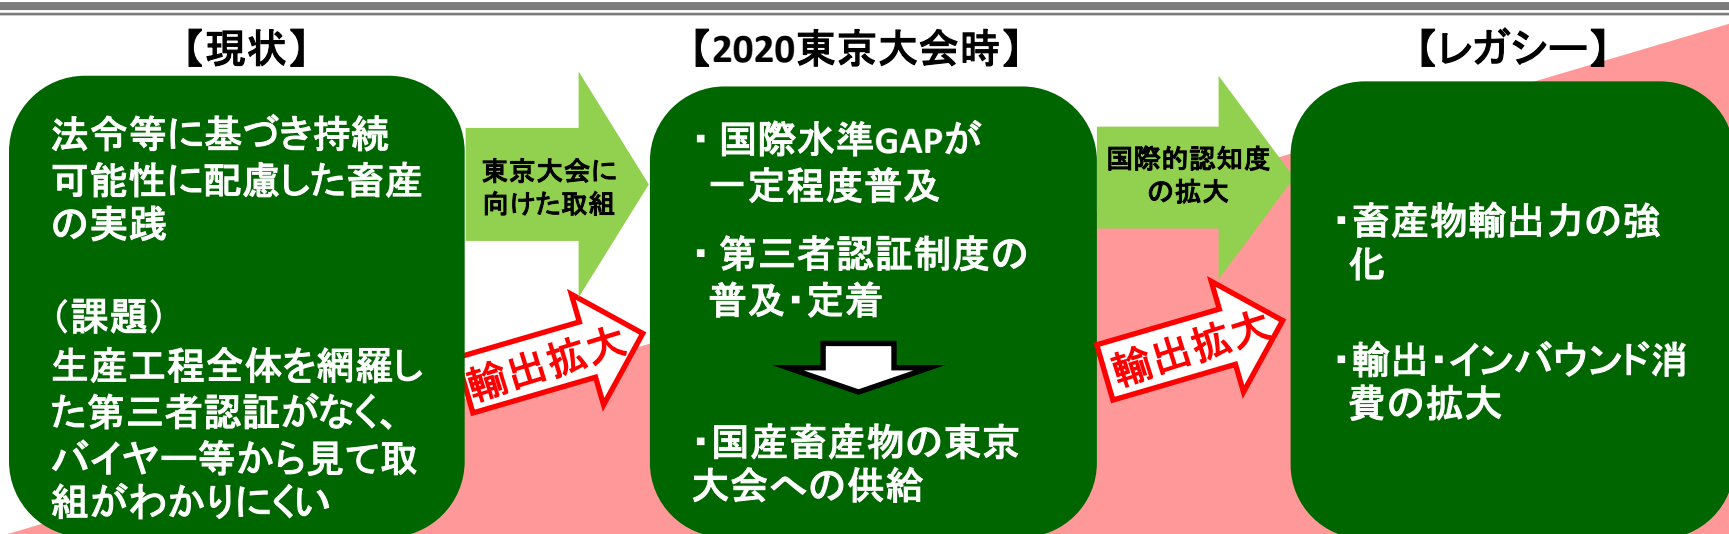 【現状】
法令等に基づき持続
可能性に配慮した畜産
の実践
（課題）
生産工程全体を網羅し
た第三者認証がなく、
バイヤー等から見て取
組がわかりにくい
東京大会に
向けた取組
輸出拡大
【2020東京大会時】
・国際水準GAPが
一定程度普及
・第三者認証制度の
普及・定着
・国産畜産物の東京
大会への供給
国際的認知度
の拡大
輸出拡大
【レガシー】
・畜産物輸出力の強
化
・輸出・インバウンド消
費の拡大